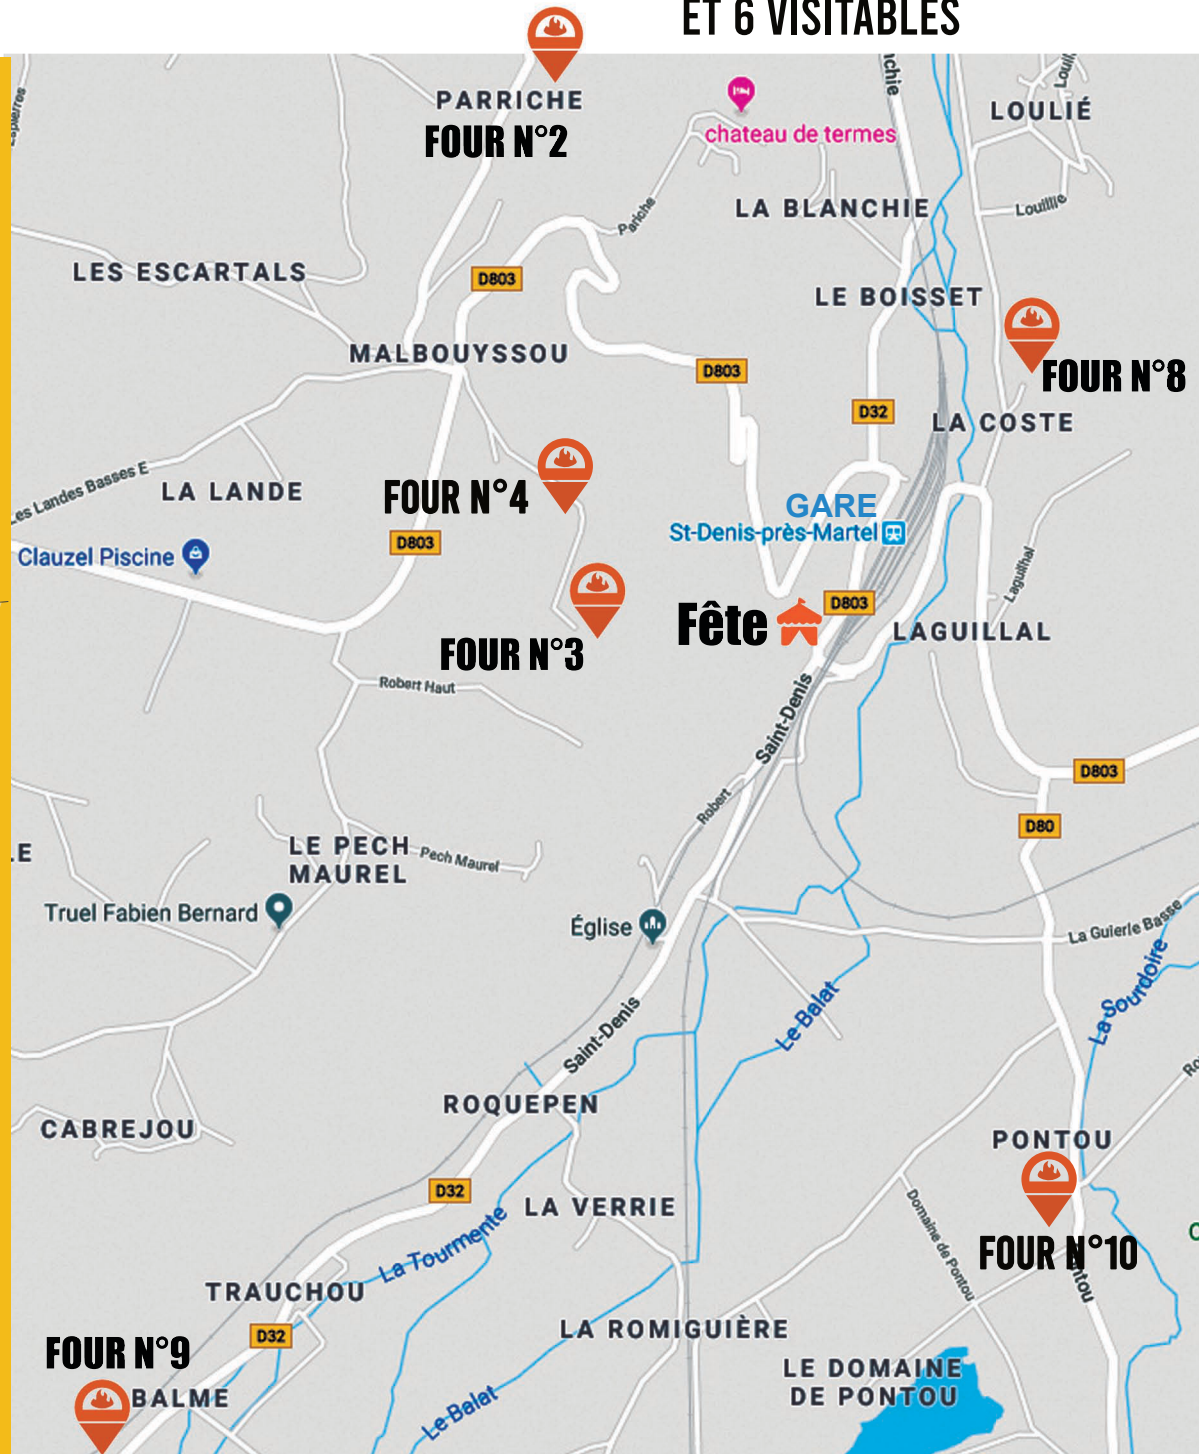 ET 6 VISITABLES
PARRICHE
FOUR N°2
chateau de termes
LOULIÉ
Louillie
LA BLANCHIE
Pariche
LES ESCARTALS
D803
LE BOISSET
MALBOUYSSOU
D803
FOUR N°8
D32
LA COSTE
Les Landes Basses E
LA LANDE
FOUR N°4
GARE
St-Denis-près-Martel
D803
Clauzel Piscine
Laguilhal
D803
Fête
LAGUILLAL
FOUR N°3
Robert Haut
Saint-Denis
D803
Robert
D80
LE PECH
MAUREL
Pech Maurel
LE
Truel Fabien Bernard
Église
La Guierle Basse
La Sourdoire
Le Balat
Saint-Denis
ROQUEPEN
CABREJOU
PONTOU
D32
LA VERRIE
Domaine de Pontou
La Tourmente
FOUR N°10
ntou
TRAUCHOU
D32
LA ROMIGUIÈRE
FOUR N°9
LE DOMAINE
DE PONTOU
BALME
Le Balat